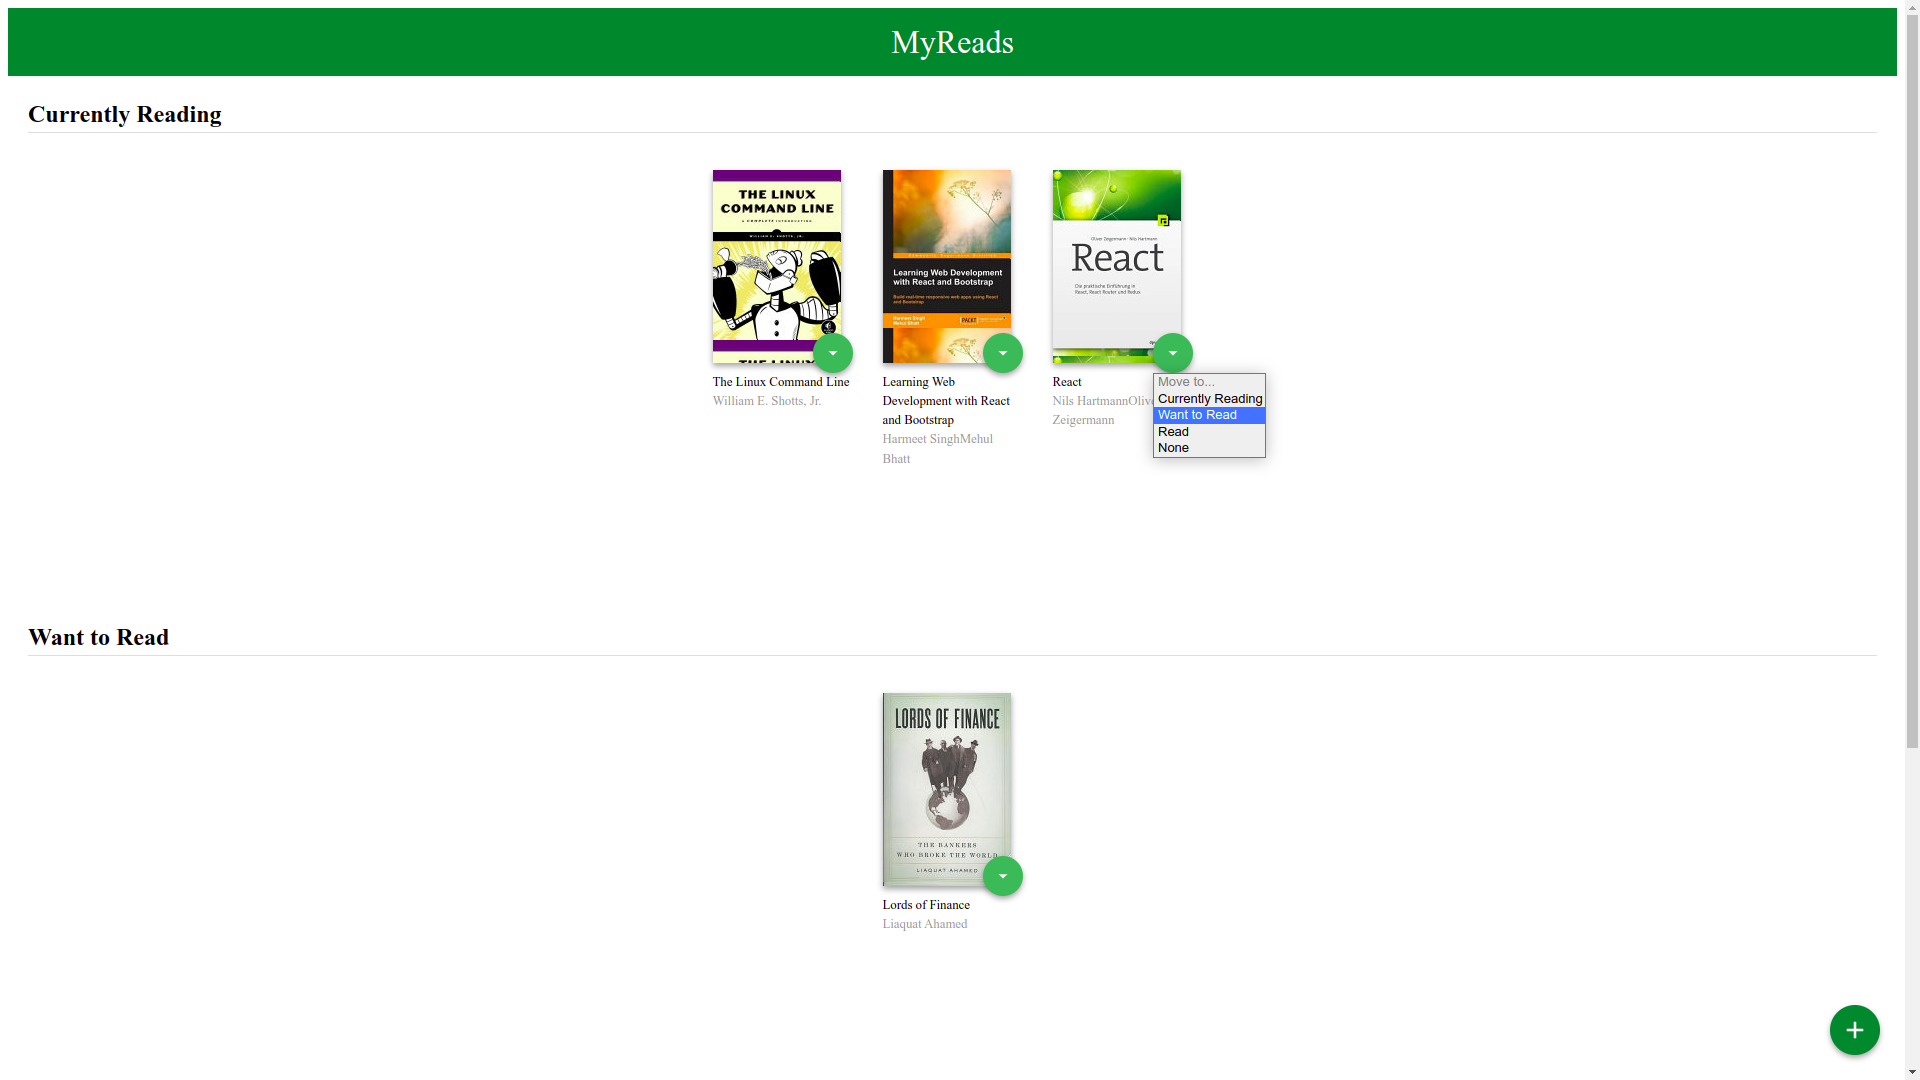 MyReads
Currently Reading
THE LINUX
COMMAND LINE
A COMPLETE INTRODUCTION
WILLIAM E. SHOTTS, JR.
THE LINUX
The Linux Command Line
William E. Shotts, Jr.
Learning Web Development
with React and Bootstrap
Build real-time responsive web apps using React
and Bootstrap
Harmeet Singh
Mehul Bhatt
PACKT
Learning Web
Development with React
and Bootstrap
Harmeet SinghMehul
Bhatt
Oliver Zeigermann · Nils Hartmann
React
Die praktische Einführung in
React, React Router und Redux
React
Nils HartmannOlive
Zeigermann
Move to...
Currently Reading
Want to Read
Read
None
Want to Read
LORDS OF FINANCE
THE BANKERS
WHO BROKE THE WORLD
LIAQUAT AHAMED
Lords of Finance
Liaquat Ahamed